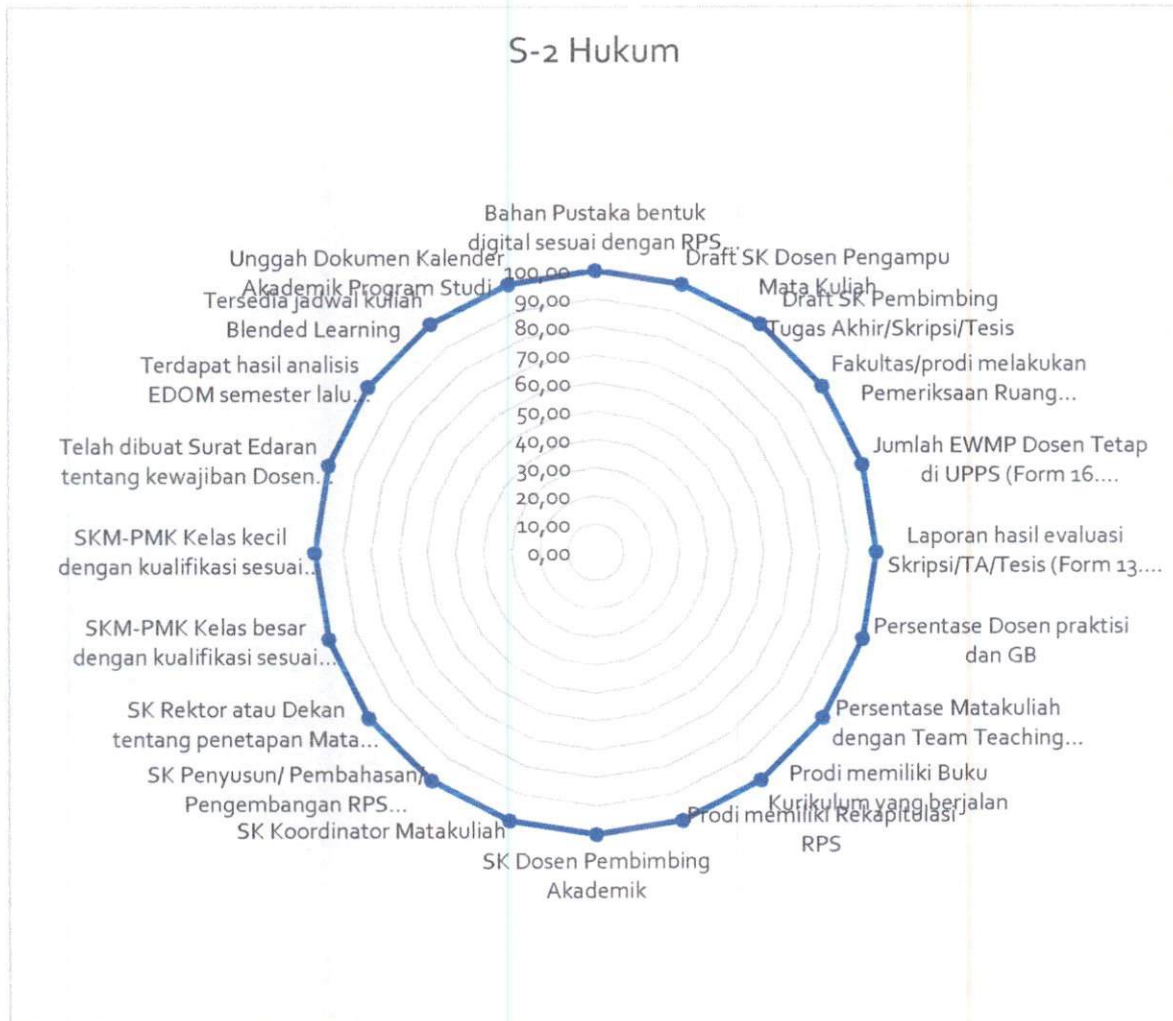 S-2 Hukum
Bahan Pustaka bentuk
digital sesuai dengan RPS...
Draft SK Dosen Pengampu
Mata Kuliah
Draft SK Pembimbing
Tugas Akhir/Skripsi/Tesis
Fakultas/prodi melakukan
Pemeriksaan Ruang...
Jumlah EWMP Dosen Tetap
di UPPS (Form 16....
Laporan hasil evaluasi
Skripsi/TA/Tesis (Form 13....
Persentase Dosen praktisi
dan GB
Persentase Matakuliah
dengan Team Teaching...
Prodi memiliki Buku
Kurikulum yang berjalan
Prodi memiliki Rekapitulasi
RPS
SK Dosen Pembimbing
Akademik
SK Koordinator Matakuliah
SK Penyusun/ Pembahasan/
Pengembangan RPS...
SK Rektor atau Dekan
tentang penetapan Mata...
SKM-PMK Kelas besar
dengan kualifikasi sesuai...
SKM-PMK Kelas kecil
dengan kualifikasi sesuai...
Telah dibuat Surat Edaran
tentang kewajiban Dosen...
Terdapat hasil analisis
EDOM semester lalu...
Tersedia jadwal kuliah
Blended Learning
Unggah Dokumen Kalender
Akademik Program Studi
100,00
90,00
80,00
70,00
60,00
50,00
40,00
30,00
20,00
10,00
0,00